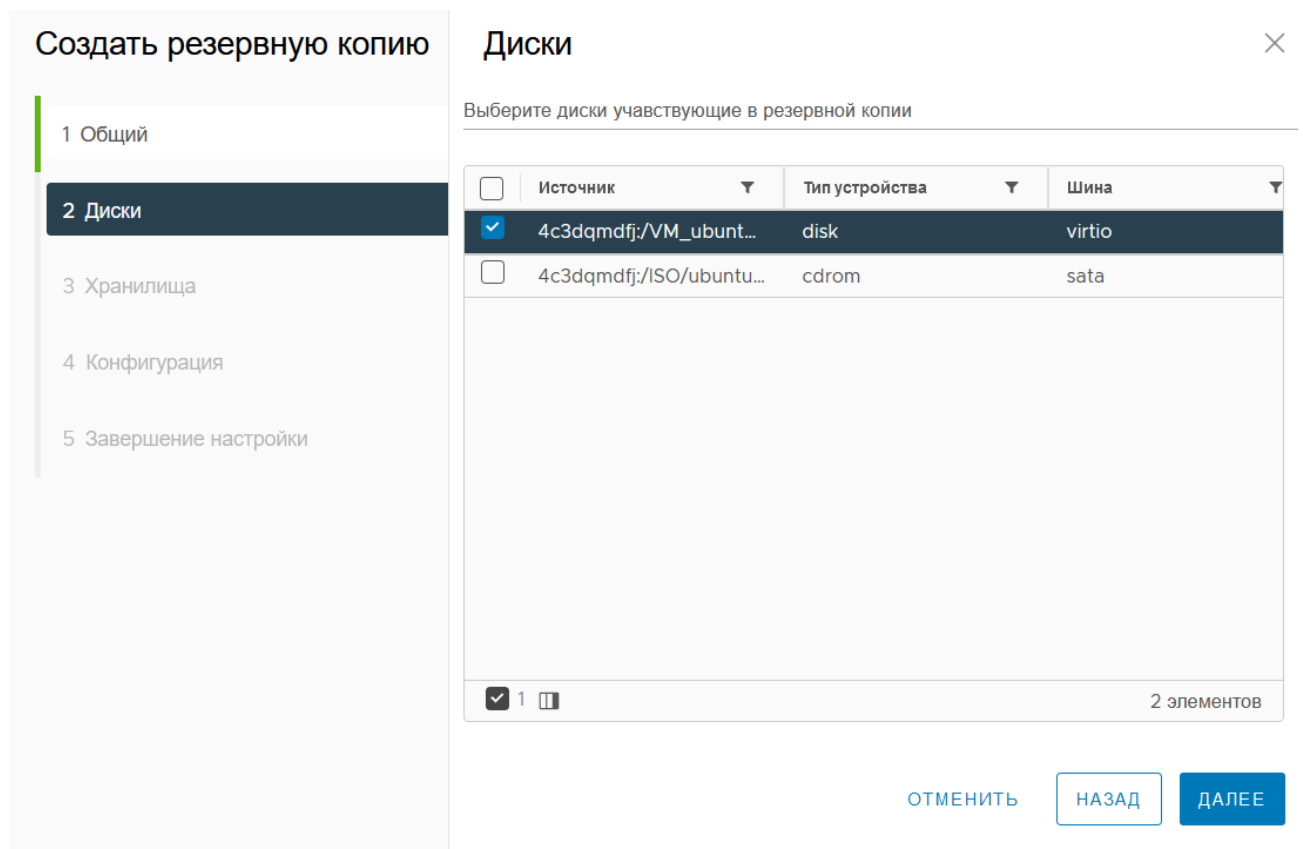 Создать резервную копию
1 Общий
2 Диски
3 Хранилища
4 Конфигурация
5 Завершение настройки
Диски
Выберите диски учавствующие в резервной копии
Источник Тип устройства Шина
4c3dqmdfj:/VM_ubunt... disk virtio
4c3dqmdfj:/ISO/ubuntu... cdrom sata
1 2 элементов
ОТМЕНИТЬ НАЗАД ДАЛЕЕ